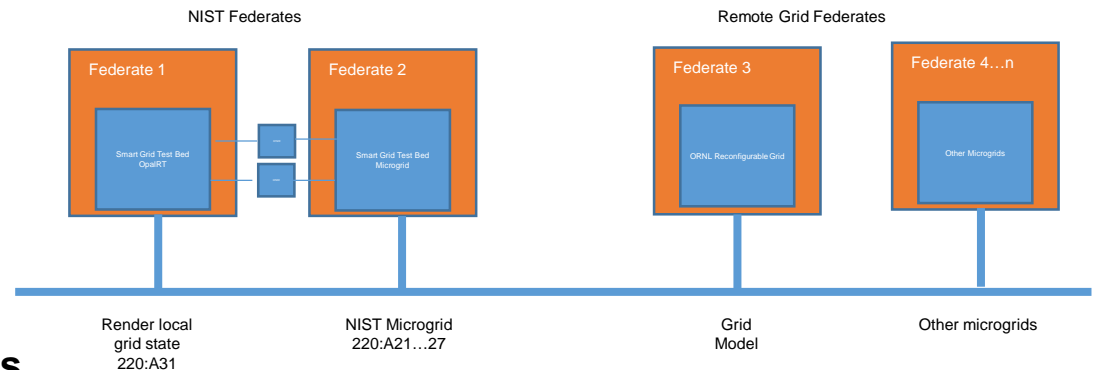 NIST Federates
Remote Grid Federates
Federate 1
Federate 2
Federate 3
Federate 4…n
Smart Grid Test Bed
OpalRT
Smart Grid Test Bed
Microgrid
ORNL Reconfigurable Grid
Other Microgrids
Render local
grid state
220:A31
NIST Microgrid
220:A21…27
Grid
Model
Other microgrids
s